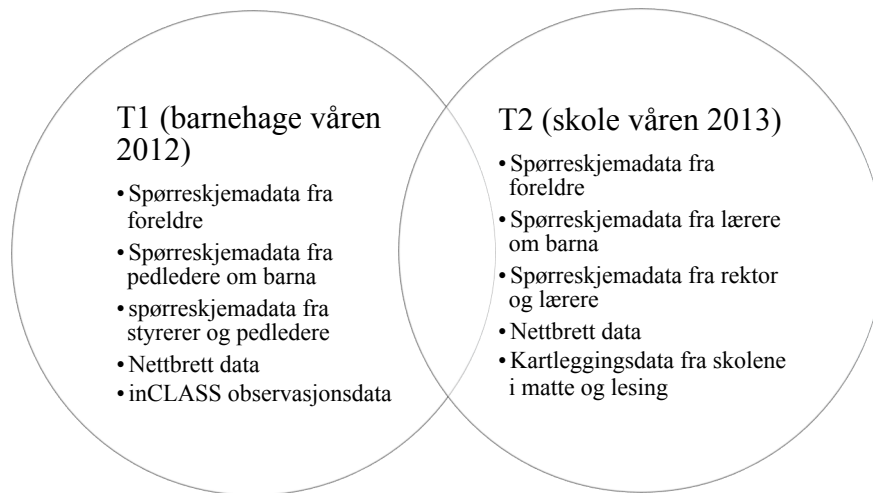 T1 (barnehage våren
2012)
• Spørreskjemadata fra
foreldre
• Spørreskjemadata fra
pedledere om barna
• spørreskjemadata fra
styrerer og pedledere
• Nettbrett data
• inCLASS observasjonsdata
T2 (skole våren 2013)
• Spørreskjemadata fra
foreldre
• Spørreskjemadata fra lærere
om barna
• Spørreskjemadata fra rektor
og lærere
• Nettbrett data
• Kartleggingsdata fra skolene
i matte og lesing